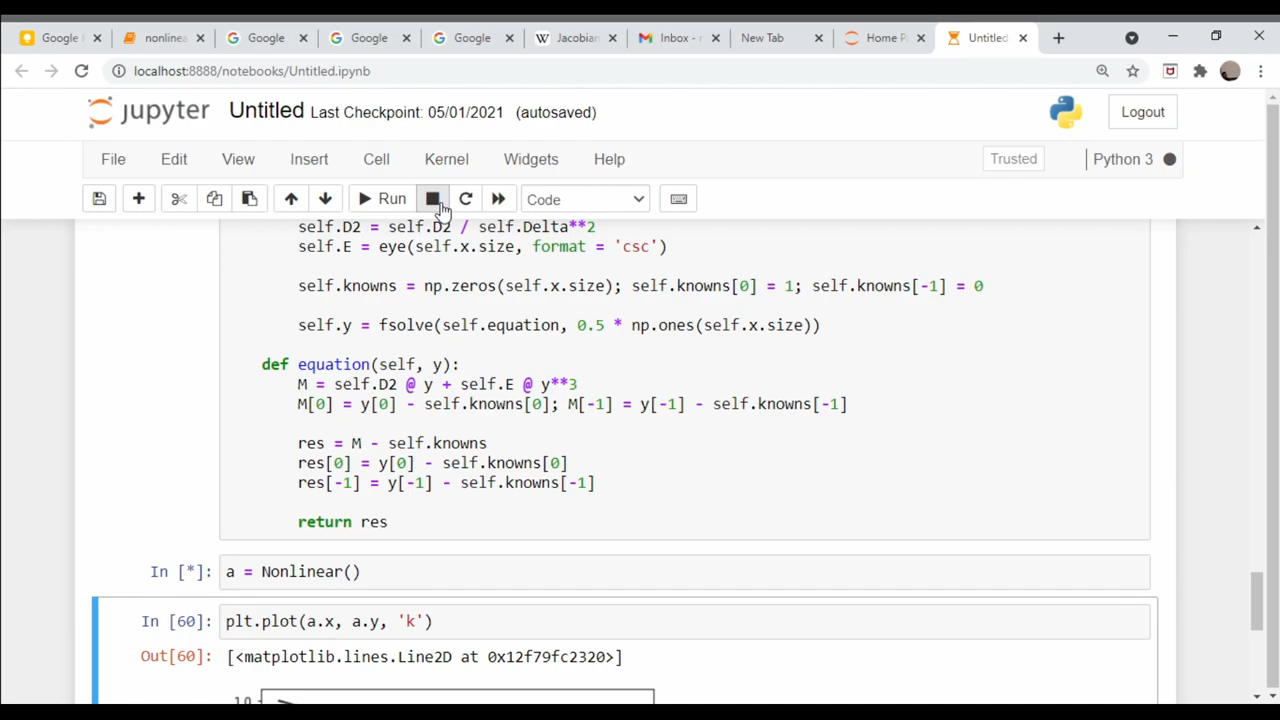 Google
nonlinea
Google
Google
Google
Jacobian
Inbox - r
New Tab
Home P
Untitled
localhost:8888/notebooks/Untitled.ipynb
jupyter Untitled Last Checkpoint: 05/01/2021 (autosaved)
Logout
File Edit View Insert Cell Kernel Widgets Help
Trusted
Python 3
Run
Code
self.D2 = self.D2 / self.Delta**2
self.E = eye(self.x.size, format = 'csc')
self.knowns = np.zeros(self.x.size); self.knowns[0] = 1; self.knowns[-1] = 0
self.y = fsolve(self.equation, 0.5 * np.ones(self.x.size))
def equation(self, y):
M = self.D2 @ y + self.E @ y**3
M[0] = y[0] - self.knowns[0]; M[-1] = y[-1] - self.knowns[-1]
res = M - self.knowns
res[0] = y[0] - self.knowns[0]
res[-1] = y[-1] - self.knowns[-1]
return res
In [*]: a = Nonlinear()
In [60]: plt.plot(a.x, a.y, 'k')
Out[60]: [<matplotlib.lines.Line2D at 0x12f79fc2320>]